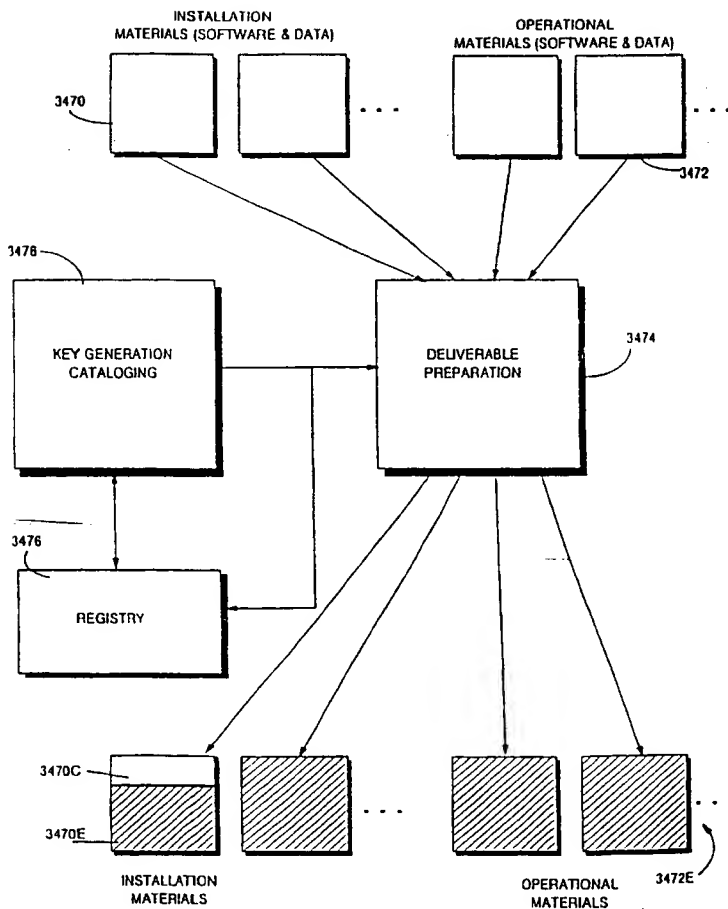 INSTALLATION
MATERIALS (SOFTWARE & DATA)
OPERATIONAL
MATERIALS (SOFTWARE & DATA)
3470
. . .
. . .
3472
3476
KEY GENERATION
CATALOGING
DELIVERABLE
PREPARATION
3474
3476
REGISTRY
3470C
3470E
. . .
. . .
3472E
INSTALLATION
MATERIALS
OPERATIONAL
MATERIALS